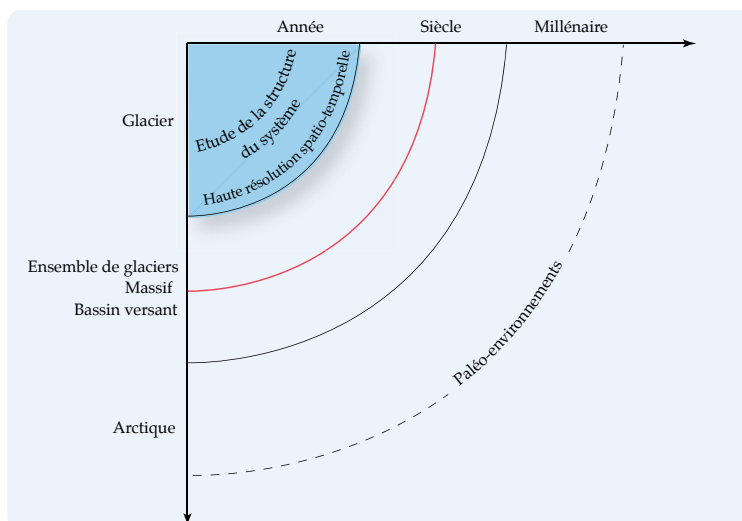 Année
Siècle
Millénaire
Glacier
Etude de la structure
du système
Haute résolution spatio-temporelle
Ensemble de glaciers
Massif
Bassin versant
Paléo-environnements
Arctique